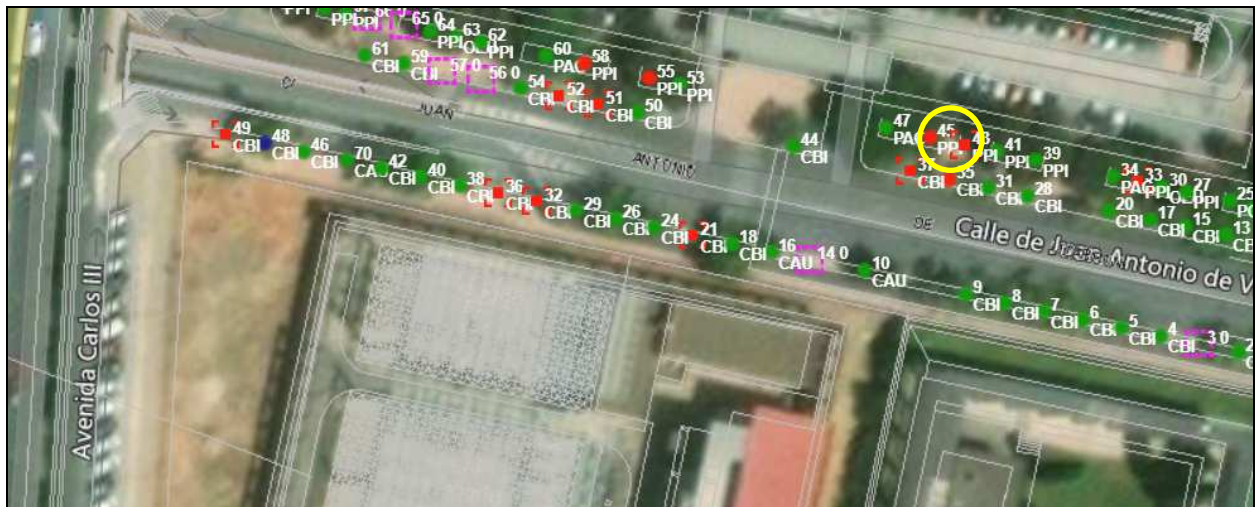 PPI
65 0
64 PPI
63
62 PPI
61 CBI
59 CBI
57 0
56 0
60 PAC
58 PPI
55 PPI
53 PPI
54 CBI
52 CBI
51 CBI
50 CBI
DI
JUAN
ANTONIO
DE
49 CBI
48
46 CBI
70 CA
42 CBI
40 CBI
38 CBI
36 CBI
32 CBI
29 CBI
26 CBI
24 CBI
21 CBI
18 CBI
16 CAU
14 0
10 CAU
9 CBI
8 CBI
7 CBI
6 CBI
5 CBI
4 CBI
3 0
2
44 CBI
47 PAC
45 PPI
43 PPI
41 PPI
39 PPI
37 CBI
35 CBI
31 CBI
28 CBI
34 PAC
33 PPI
30
27 PPI
25
20 CBI
17 CBI
15 CBI
13
Calle de
Antonio de V
Avenida Carlos III